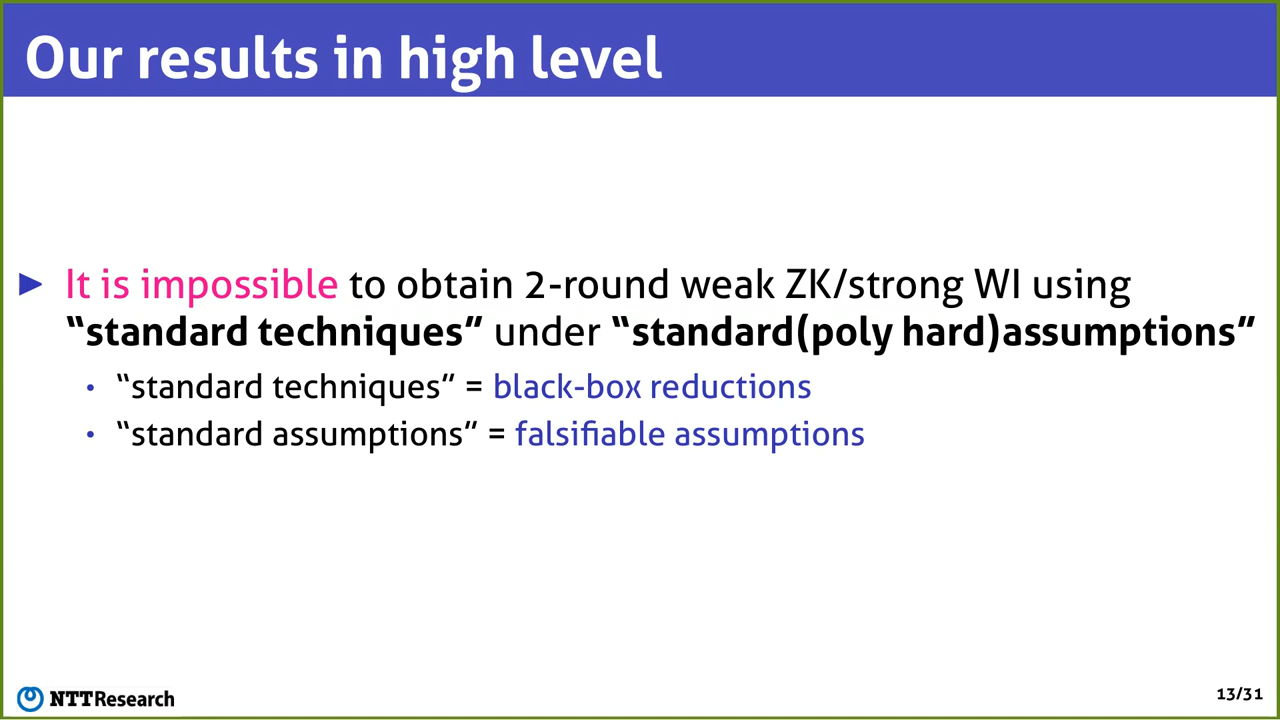 Our results in high level
▶ It is impossible to obtain 2-round weak ZK/strong WI using
“standard techniques” under “standard(poly hard)assumptions”
• “standard techniques” = black-box reductions
• “standard assumptions” = falsifiable assumptions
NTT Research
13/31